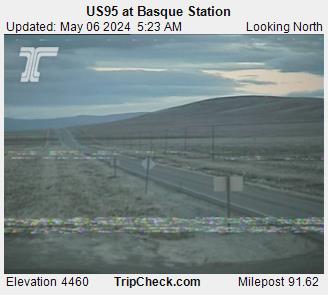 US95 at Basque Station
Updated: May 06 2024 5:23 AM Looking North
Elevation 4460 TripCheck.com Milepost 91.62